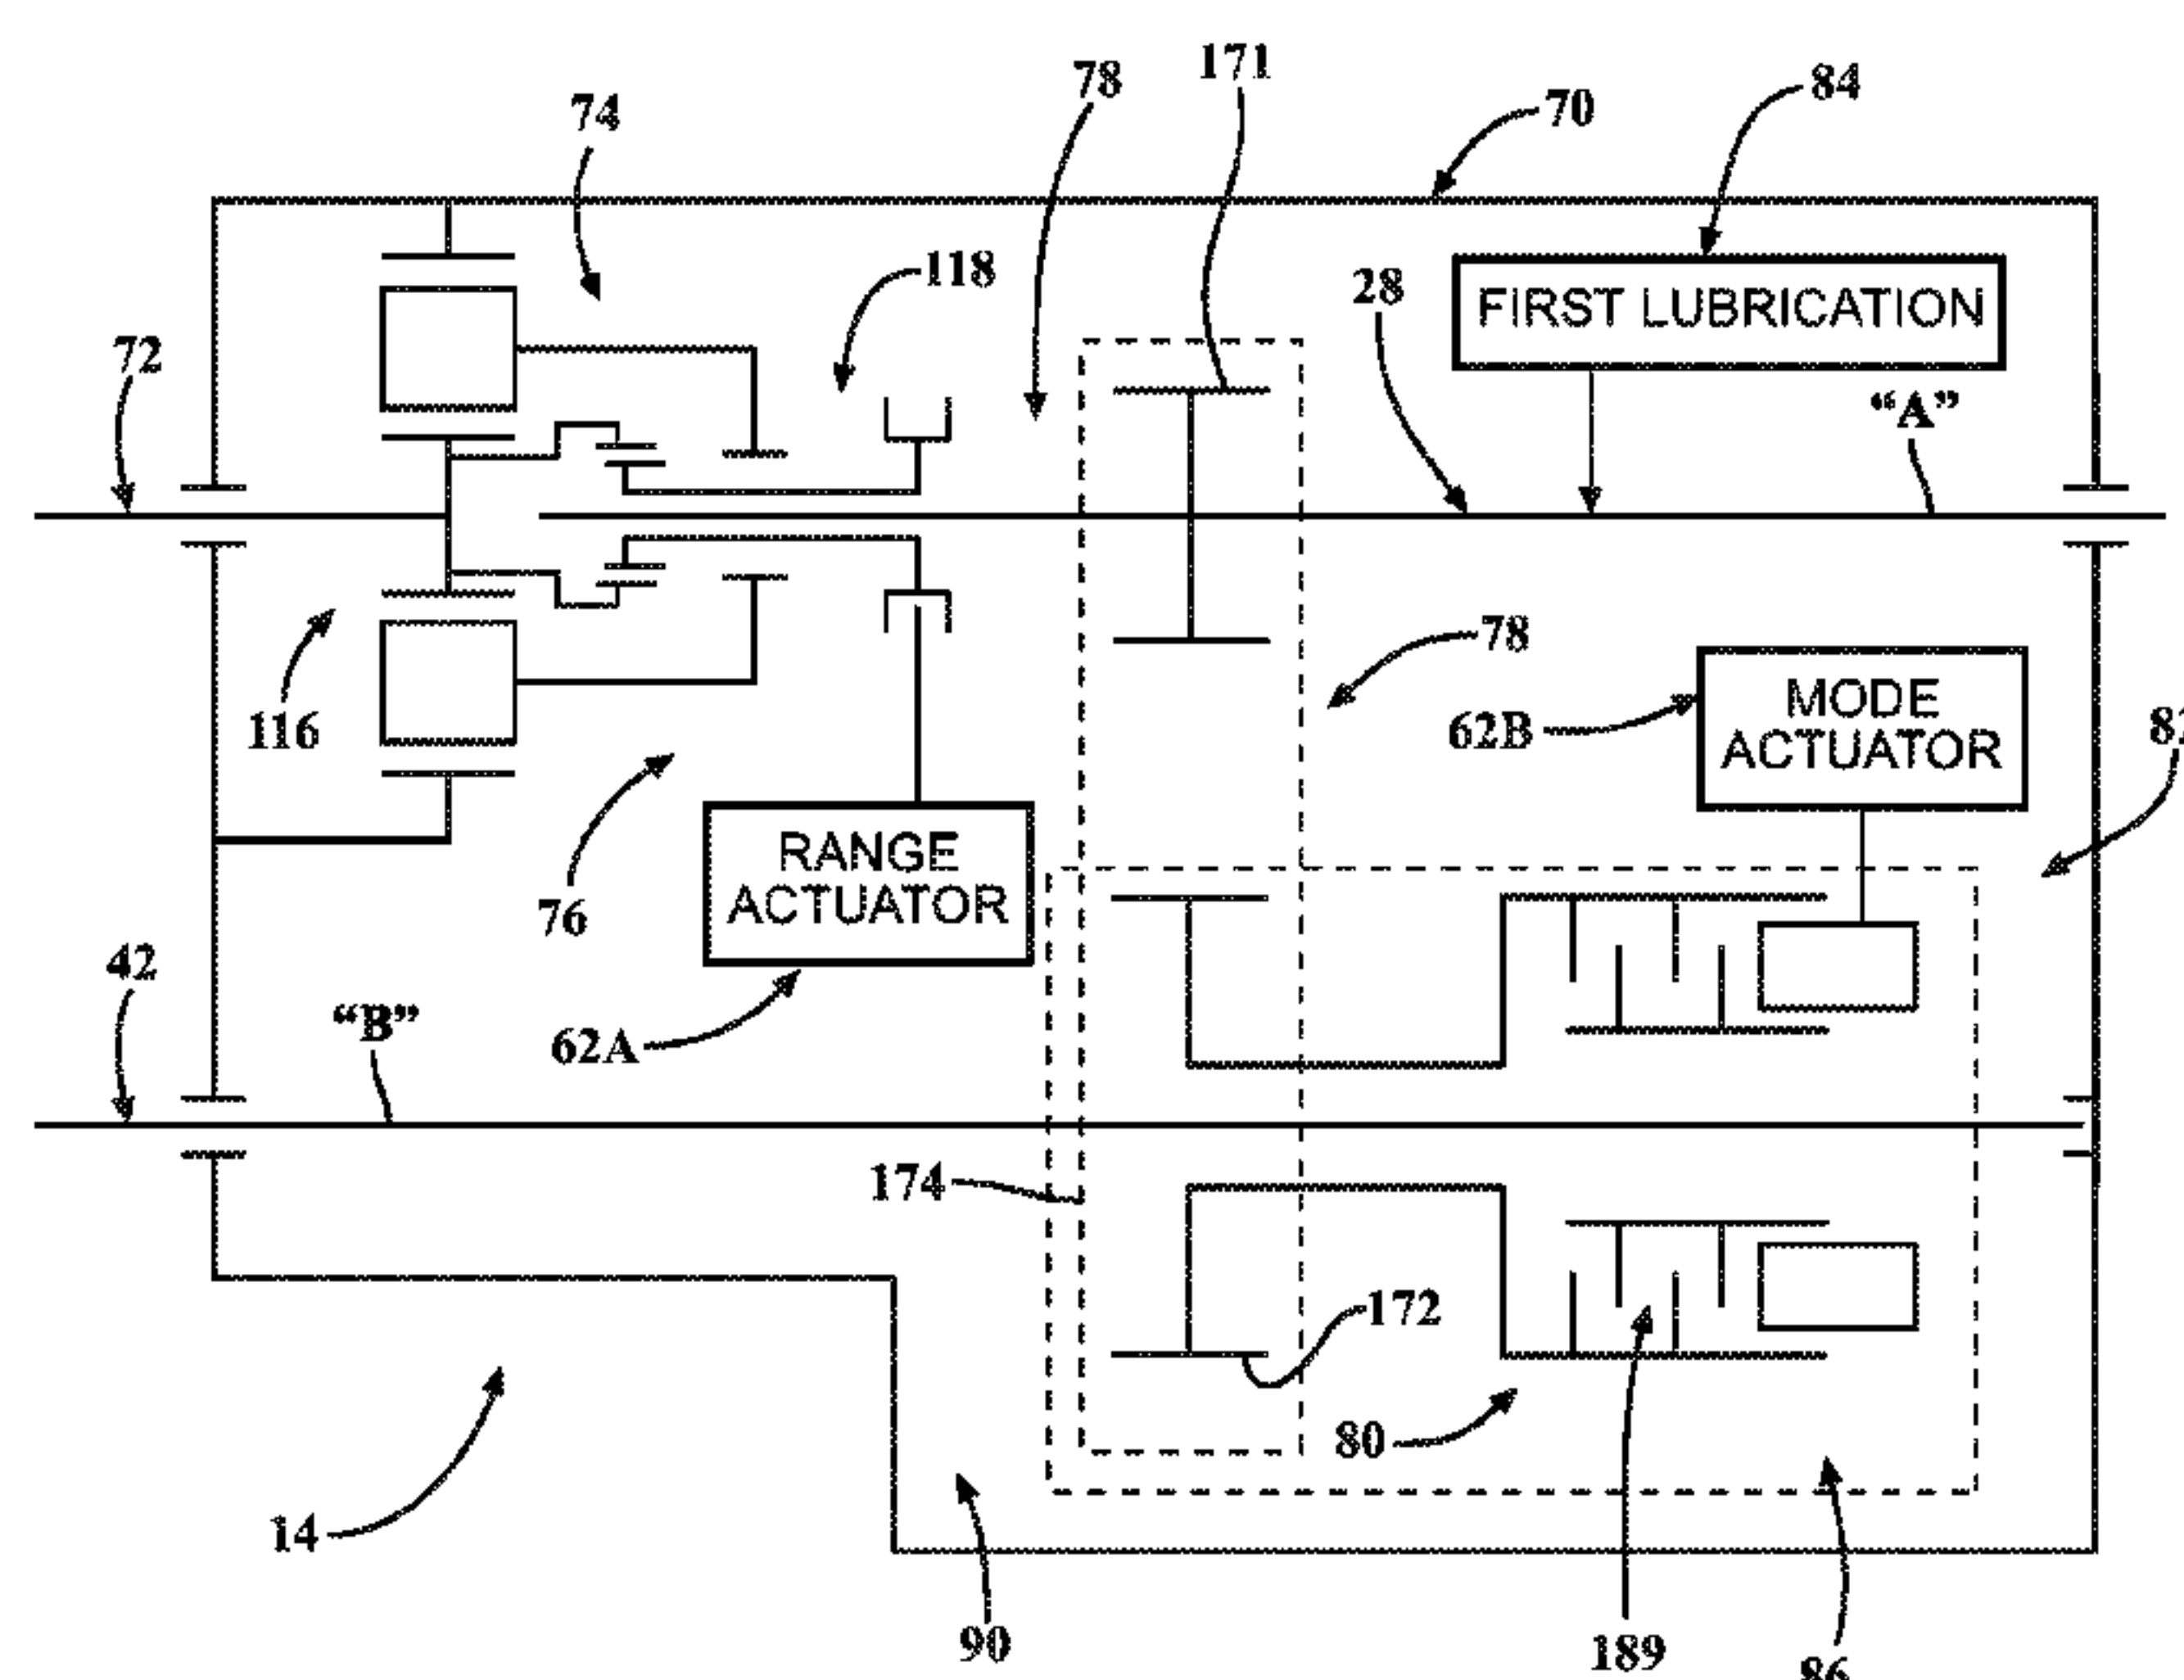 171
78
84
70
74
118
28
FIRST LUBRICATION
72
"A"
78
MODE
ACTUATOR
62B
116
RANGE
ACTUATOR
76
42
"B"
62A
174
172
80
14
90
189
86